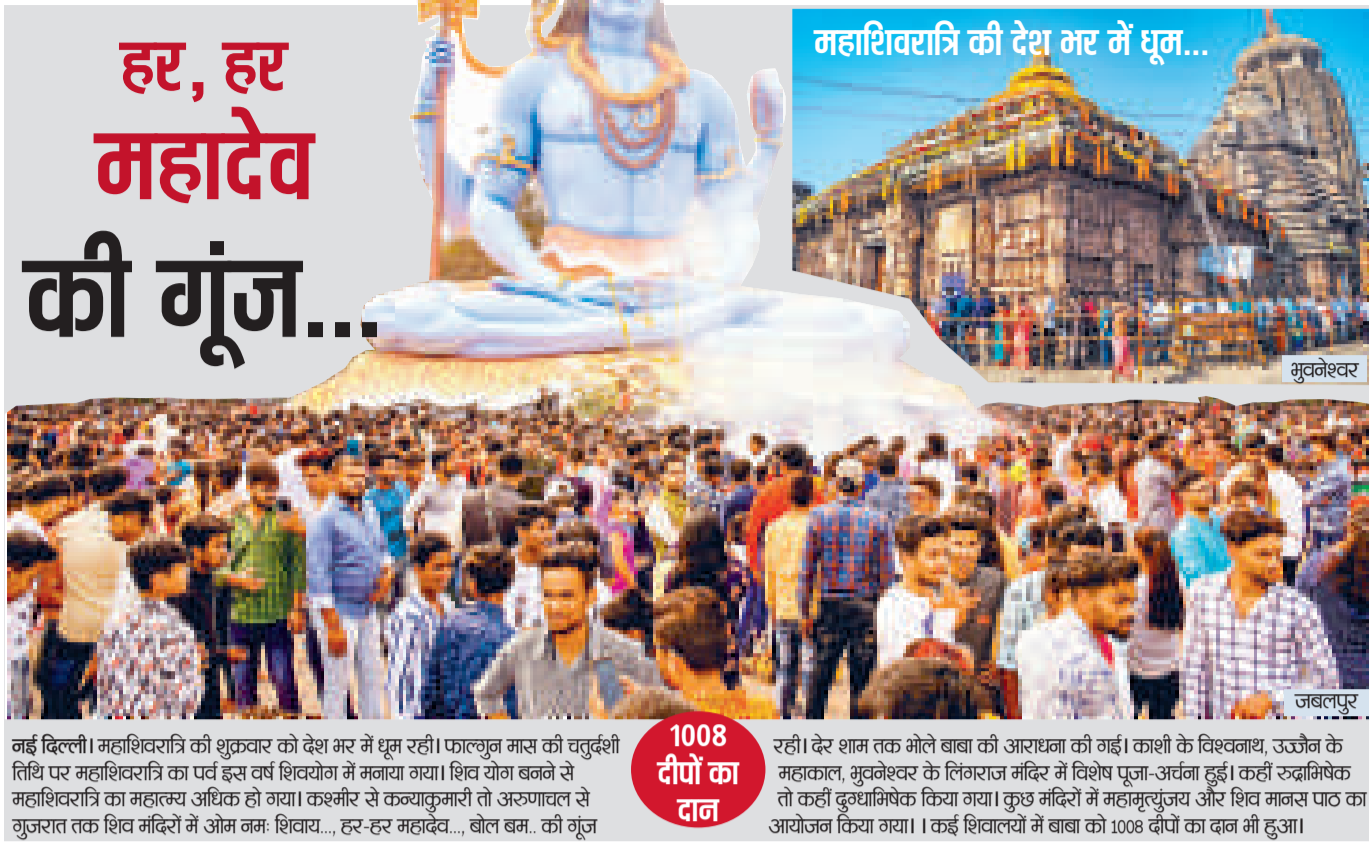 हर, हर
महादेव
की गूंज...
महाशिवरात्रि की देश भर में धूम...
भुवनेश्वर
जबलपुर
नई दिल्ली। महाशिवरात्रि की शुक्रवार को देश भर में धूम रही। फाल्गुन मास की चतुर्दशी
तिथि पर महाशिवरात्रि का पर्व इस वर्ष शिवयोग में मनाया गया। शिव योग बनने से
महाशिवरात्रि का महात्मय अधिक हो गया। कश्मीर से कन्याकुमारी तो अरुणाचल से
गुजरात तक शिव मंदिरों में ओम नमः शिवाय..., हर-हर महादेव..., बोल बम.. की गूंज
1008
दीपों का
दान
रही। देर शाम तक भोले बाबा की आराधना की गई। काशी के विश्वनाथ, उज्जैन के
महाकाल, भुवनेश्वर के लिंगराज मंदिर में विशेष पूजा-अर्चना हुई। कहीं रुद्राभिषेक
तो कहीं दुग्धाभिषेक किया गया। कुछ मंदिरों में महामृत्युंजय और शिव मानस पाठ का
आयोजन किया गया। । कई शिवालयों में बाबा को 1008 दीपों का दान भी हुआ।